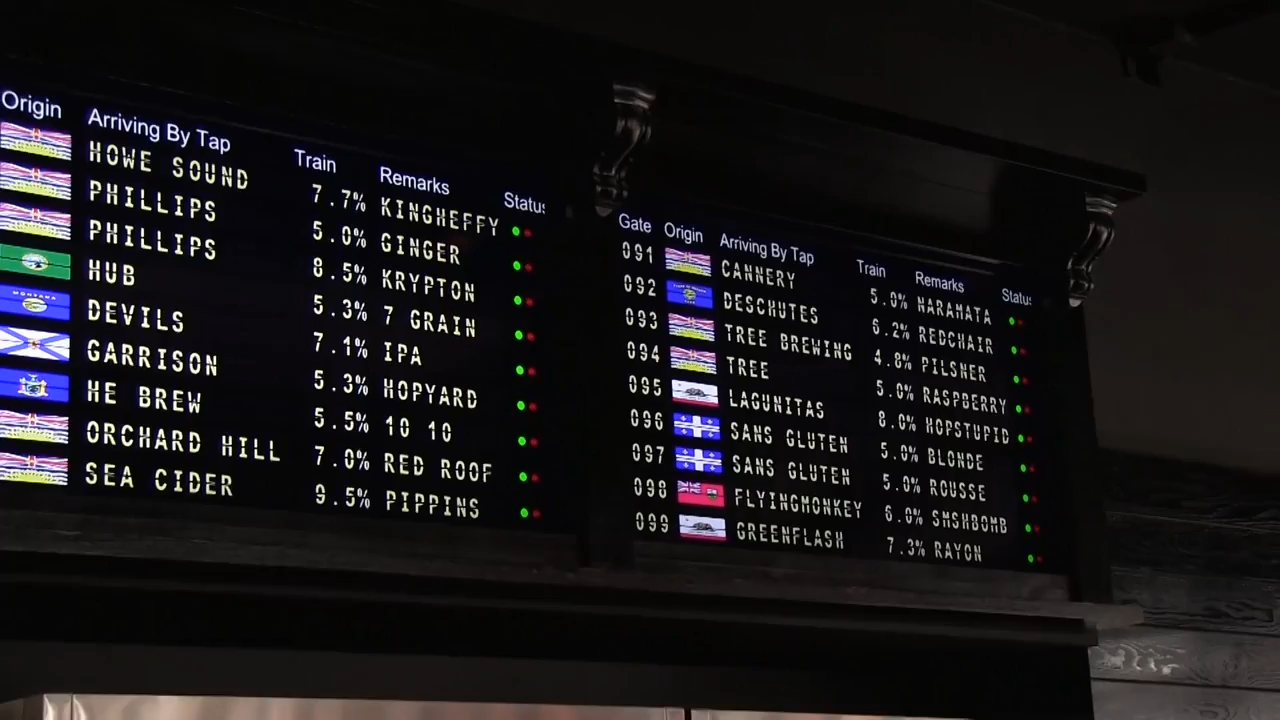 Origin Arriving By Tap Train Remarks Status
HOWE SOUND 7.7% KINGHEFFY
PHILLIPS 5.0% GINGER
PHILLIPS 8.5% KRYPTON
HUB 5.3% 7 GRAIN
DEVILS 7.1% IPA
GARRISON 5.3% HOPYARD
HE BREW 5.5% 10 10
ORCHARD HILL 7.0% RED ROOF
SEA CIDER 9.5% PIPPINS
Gate Origin Arriving By Tap Train Remarks Status
091 CANNERY 5.0% NARAMATA
092 DESCHUTES 6.2% REDCHAIR
093 TREE BREWING 4.8% PILSNER
094 TREE 5.0% RASPBERRY
095 LAGUNITAS 8.0% HOPSTUPID
096 SANS GLUTEN 5.0% BLONDE
097 SANS GLUTEN 5.0% ROUSSE
098 FLYINGMONKEY 6.0% SMSHBOMB
099 GREENFLASH 7.3% RAYON